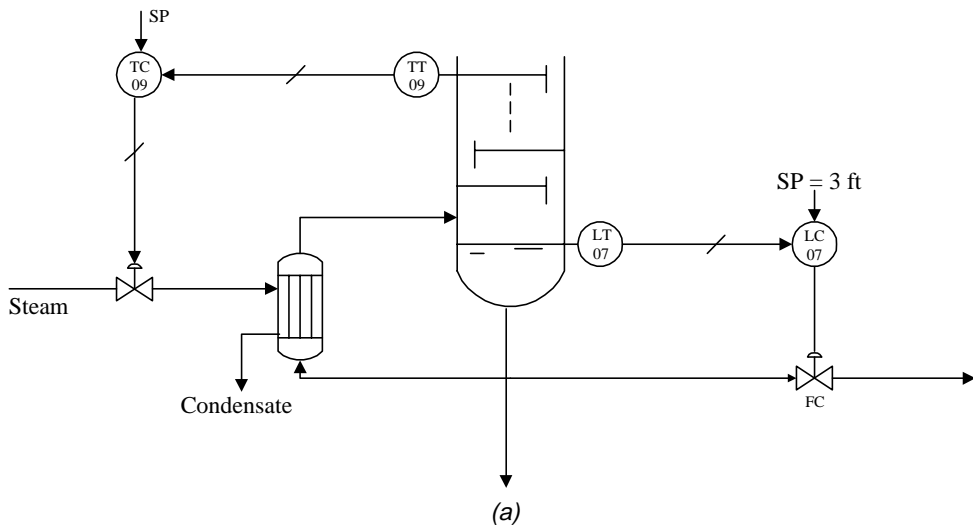 SP
TC
09
TT
09
SP = 3 ft
LT
07
LC
07
Steam
Condensate
FC
(a)